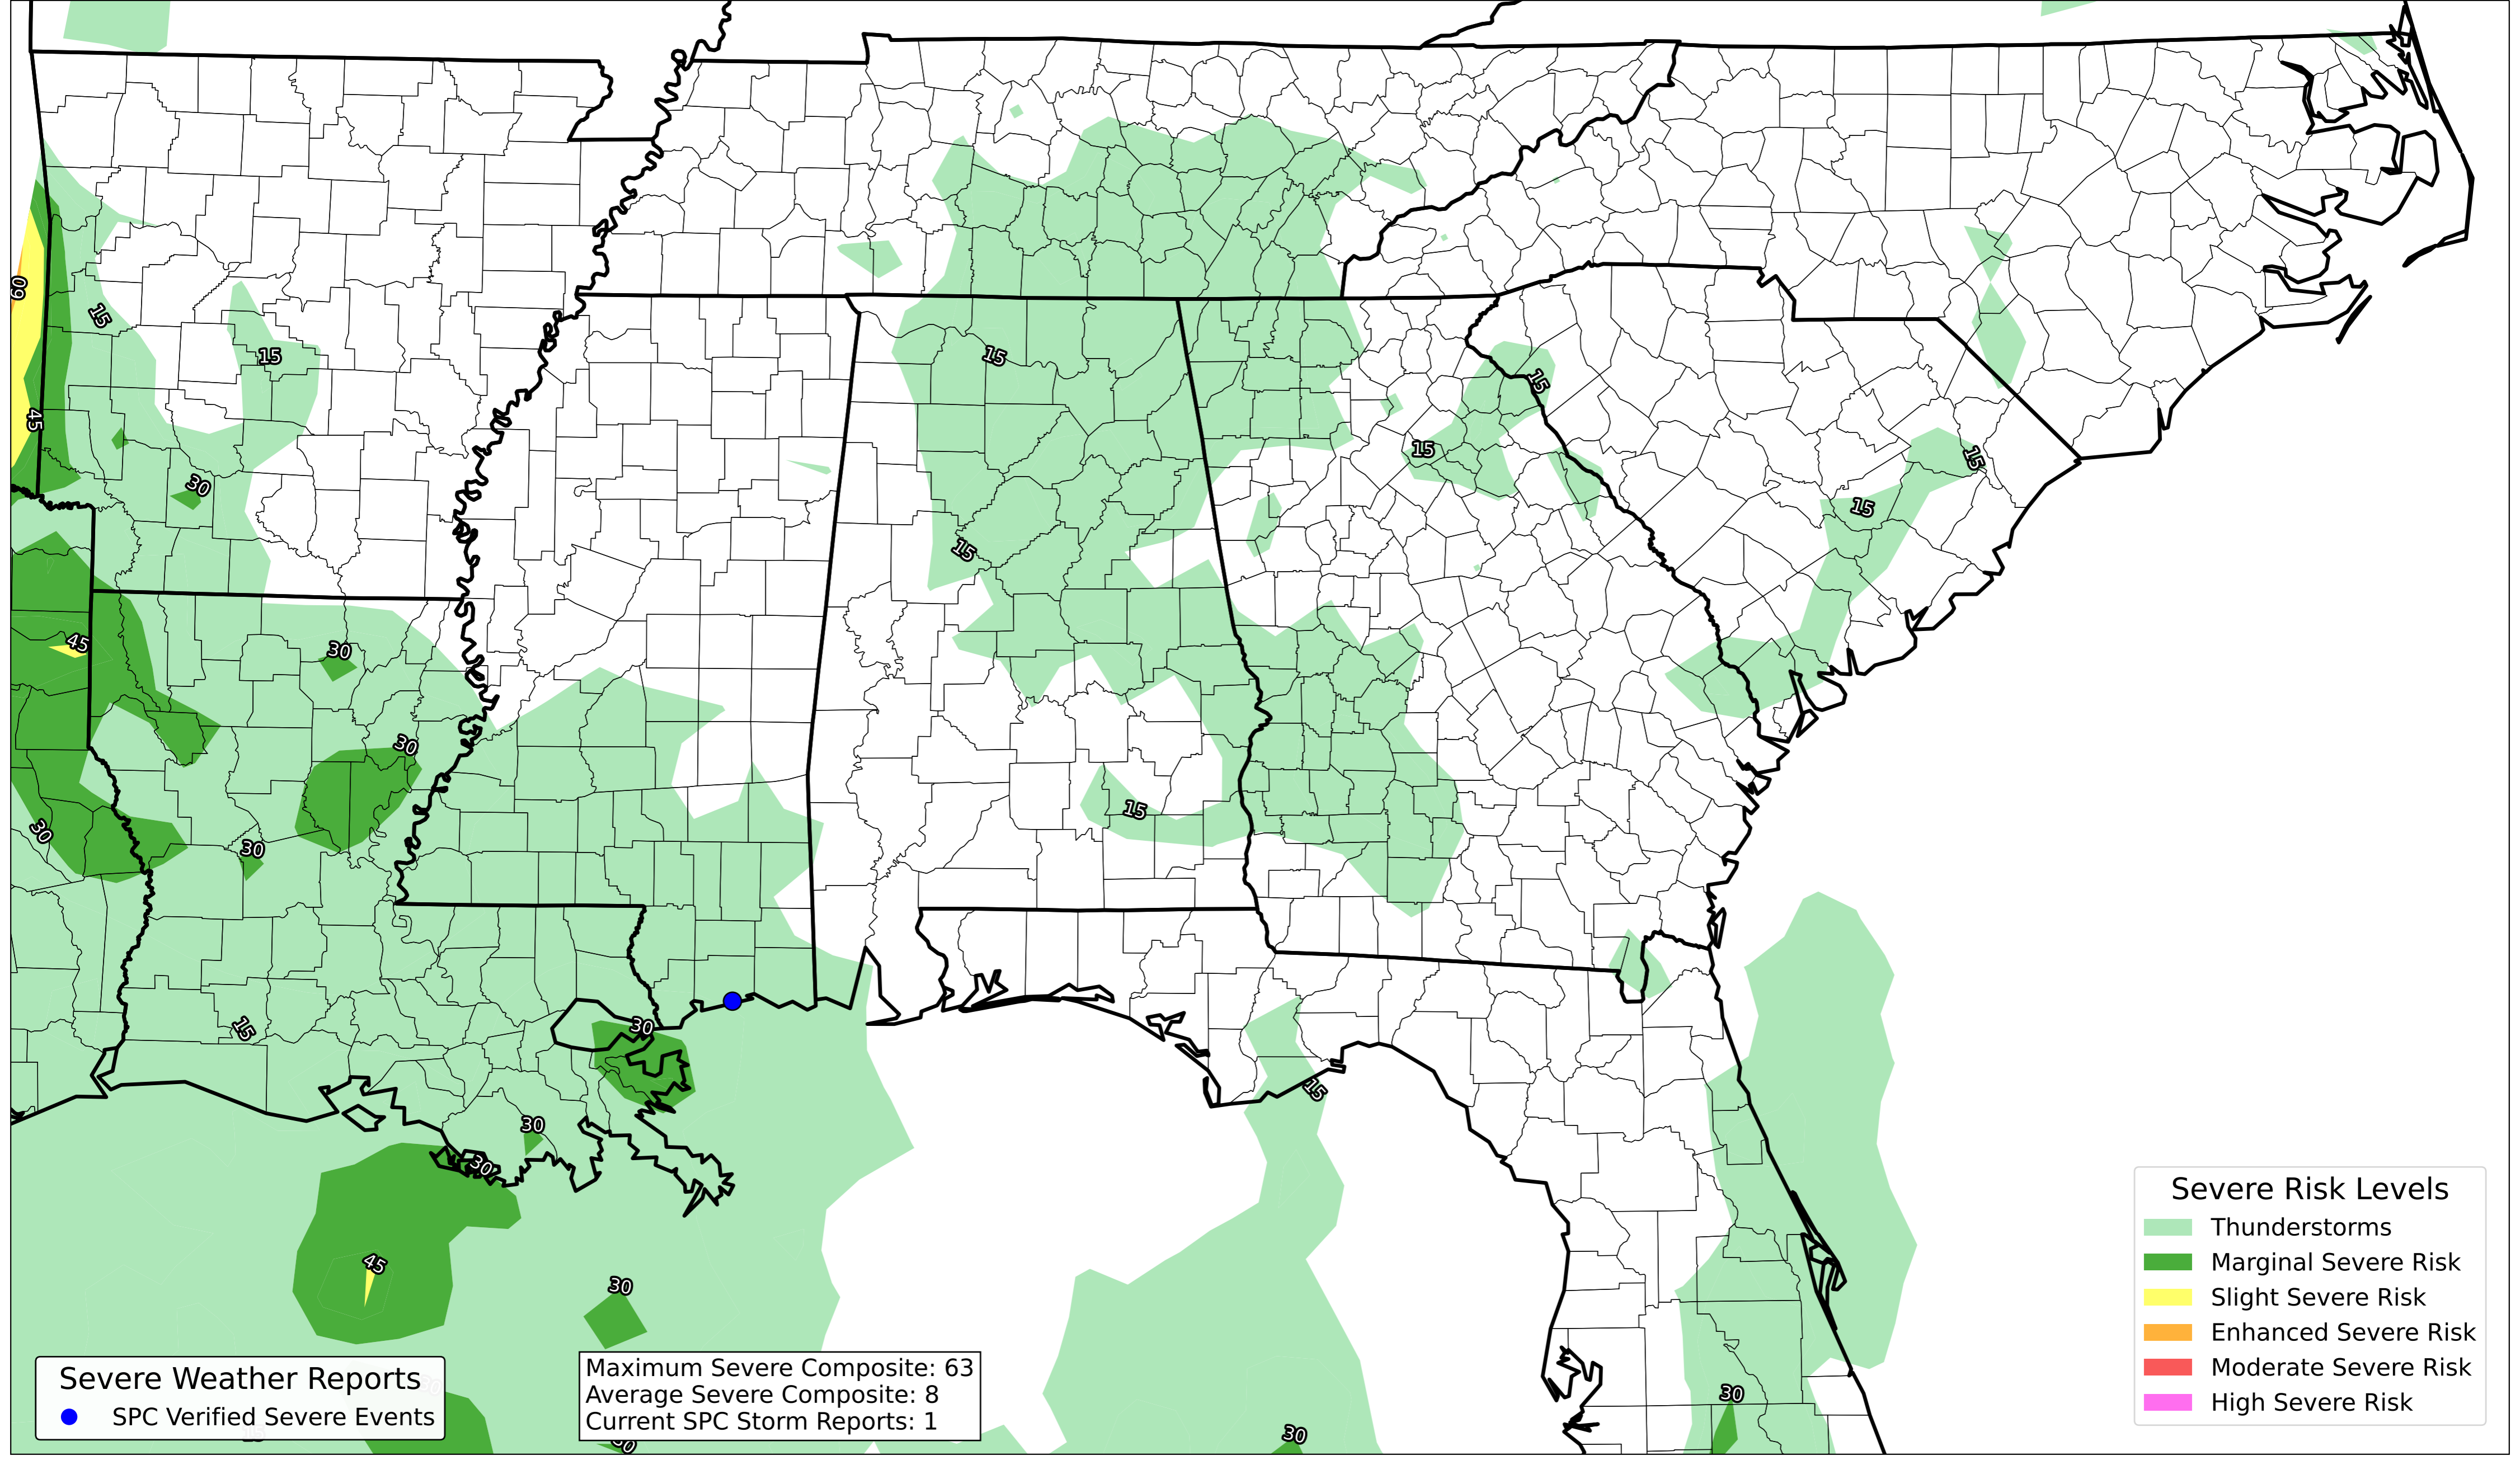 60
15
15
15
15
45
15
15
30
15
15
45
30
30
15
30
30
15
30
15
30
30
45
30
30
30
30
Severe Risk Levels
Thunderstorms
Marginal Severe Risk
Slight Severe Risk
Enhanced Severe Risk
Moderate Severe Risk
High Severe Risk
Severe Weather Reports
SPC Verified Severe Events
Maximum Severe Composite: 63
Average Severe Composite: 8
Current SPC Storm Reports: 1